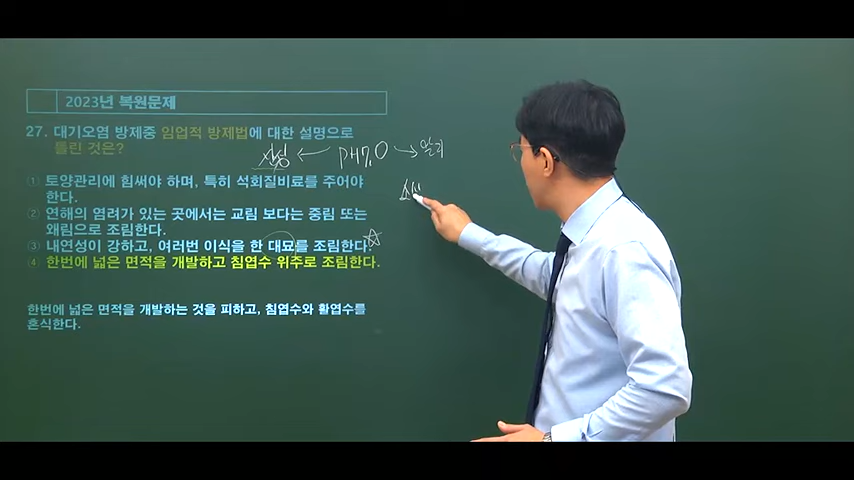 2023년 복원문제
27. 대기오염 방제중 임업적 방제법에 대한 설명으로
틀린 것은?
산성 ← pH 7.0 → 알칼리
① 토양관리에 힘써야 하며, 특히 석회질비료를 주어야
한다.
② 연해의 염려가 있는 곳에서는 교림 보다는 중림 또는
왜림으로 조림한다.
③ 내연성이 강하고, 여러번 이식을 한 대묘를 조림한다.
④ 한번에 넓은 면적을 개발하고 침엽수 위주로 조림한다.
한번에 넓은 면적을 개발하는 것을 피하고, 침엽수와 활엽수를
혼식한다.